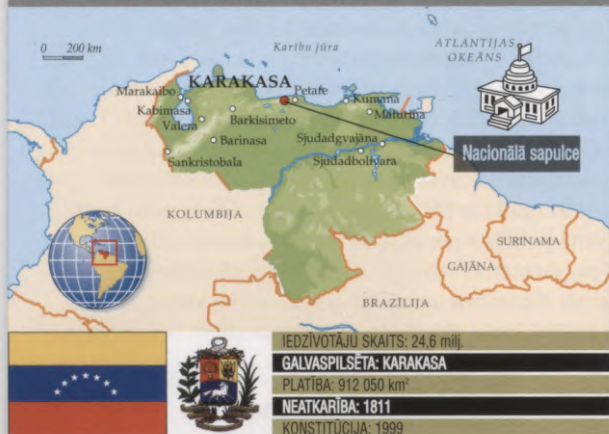 0 200 km
Karību jūra
ATLANTIJAS
OKEĀNS
KARAKASA
Marakaibo
Petare
Kumana
Kabimasa
Maturina
Valera
Barkisimeto
Barinasa
Sjudadgvajāna
Nacionālā sapulce
Sankristobala
Sjudadbolivara
KOLUMBIJA
SURINAMA
GAJĀNA
BRAZĪLIJA
IEDZĪVOTĀJU SKAITS: 24,6 milj.
GALVASPILSĒTA: KARAKASA
PLATĪBA: 912 050 km²
NEATKARĪBA: 1811
KONSTITŪCIJA: 1999